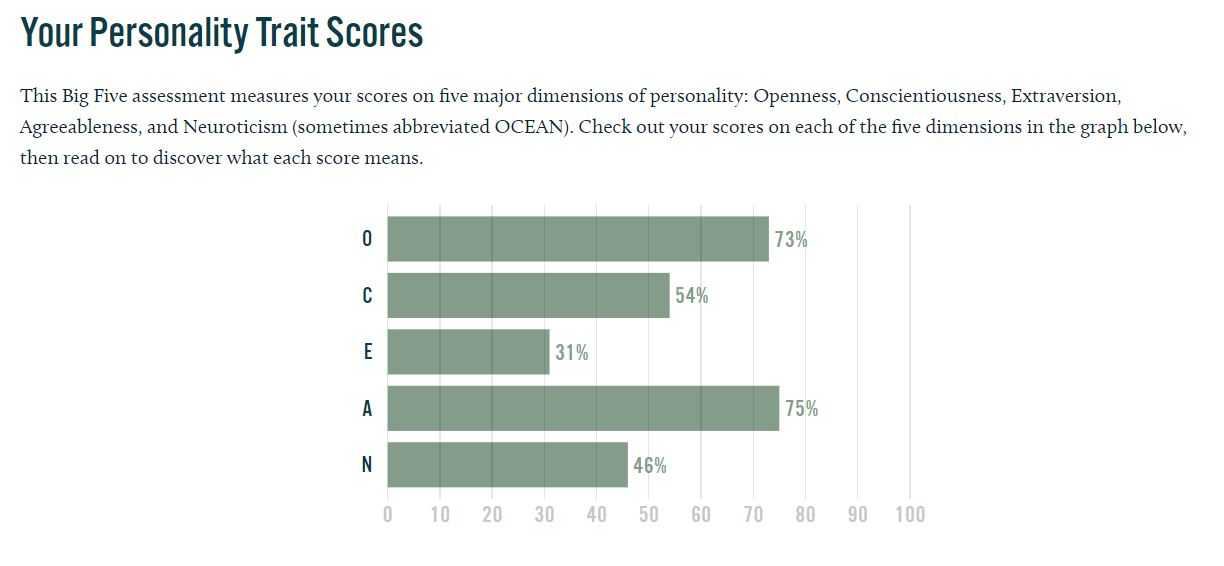 Your Personality Trait Scores
This Big Five assessment measures your scores on five major dimensions of personality: Openness, Conscientiousness, Extraversion,
Agreeableness, and Neuroticism (sometimes abbreviated OCEAN). Check out your scores on each of the five dimensions in the graph below,
then read on to discover what each score means.
O 73%
C 54%
E 31%
A 75%
N 46%
0 10 20 30 40 50 60 70 80 90 100